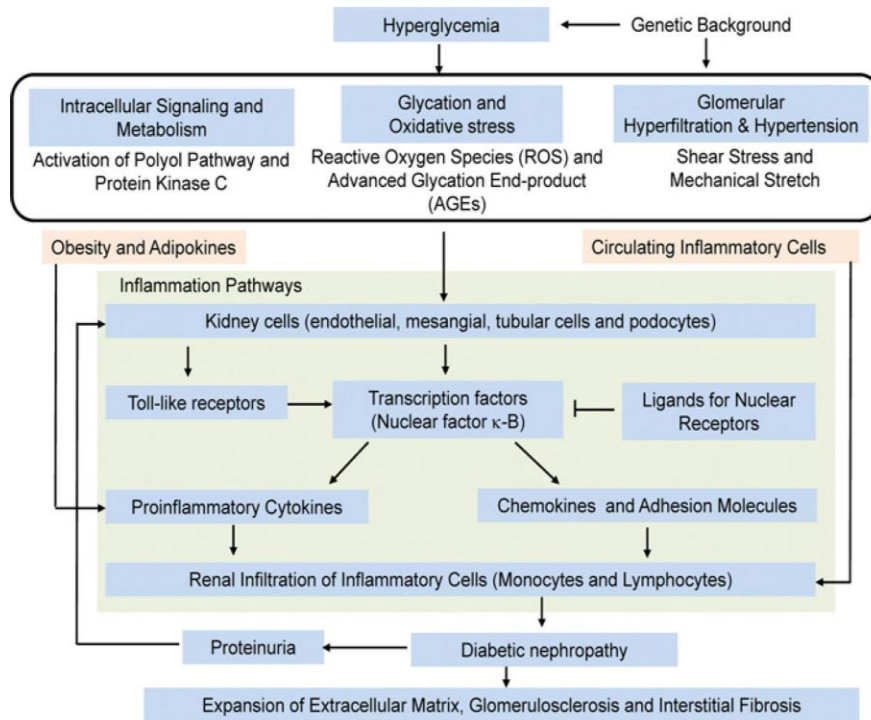 Hyperglycemia
Genetic Background
Intracellular Signaling and
Metabolism
Activation of Polyol Pathway and
Protein Kinase C
Glycation and
Oxidative stress
Reactive Oxygen Species (ROS) and
Advanced Glycation End-product
(AGEs)
Glomerular
Hyperfiltration & Hypertension
Shear Stress and
Mechanical Stretch
Obesity and Adipokines
Circulating Inflammatory Cells
Inflammation Pathways
Kidney cells (endothelial, mesangial, tubular cells and podocytes)
Toll-like receptors
Transcription factors
(Nuclear factor κ-B)
Ligands for Nuclear
Receptors
Proinflammatory Cytokines
Chemokines and Adhesion Molecules
Renal Infiltration of Inflammatory Cells (Monocytes and Lymphocytes)
Proteinuria
Diabetic nephropathy
Expansion of Extracellular Matrix, Glomerulosclerosis and Interstitial Fibrosis